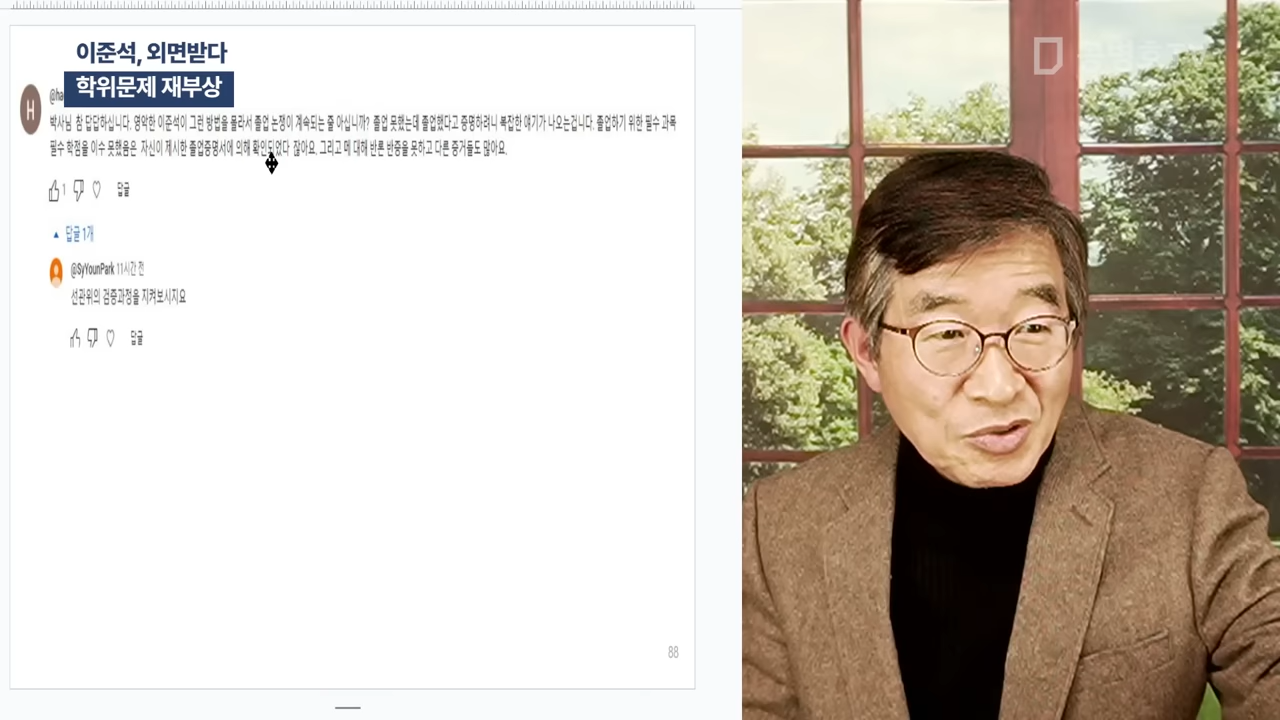 이준석, 외면받다
학위문제 재부상
H
@ha
박사님 참 답답하십니다. 영악한 이준석이 그런 방법을 몰라서 졸업 논쟁이 계속되는 줄 아십니까? 졸업 못했는데 졸업했다고 증명하려니 복잡한 얘기가 나오는겁니다. 졸업하기 위한 필수 과목
필수 학점을 이수 못했음은 자신이 제시한 졸업증명서에 의해 확인되었다 잖아요. 그리고 메 대해 반론 반증을 못하고 다른 증거들도 많아요.
1 답글
답글 1개
@SyYounPark 11시간 전
선관위의 검증과정을 지켜보시지요
답글
88